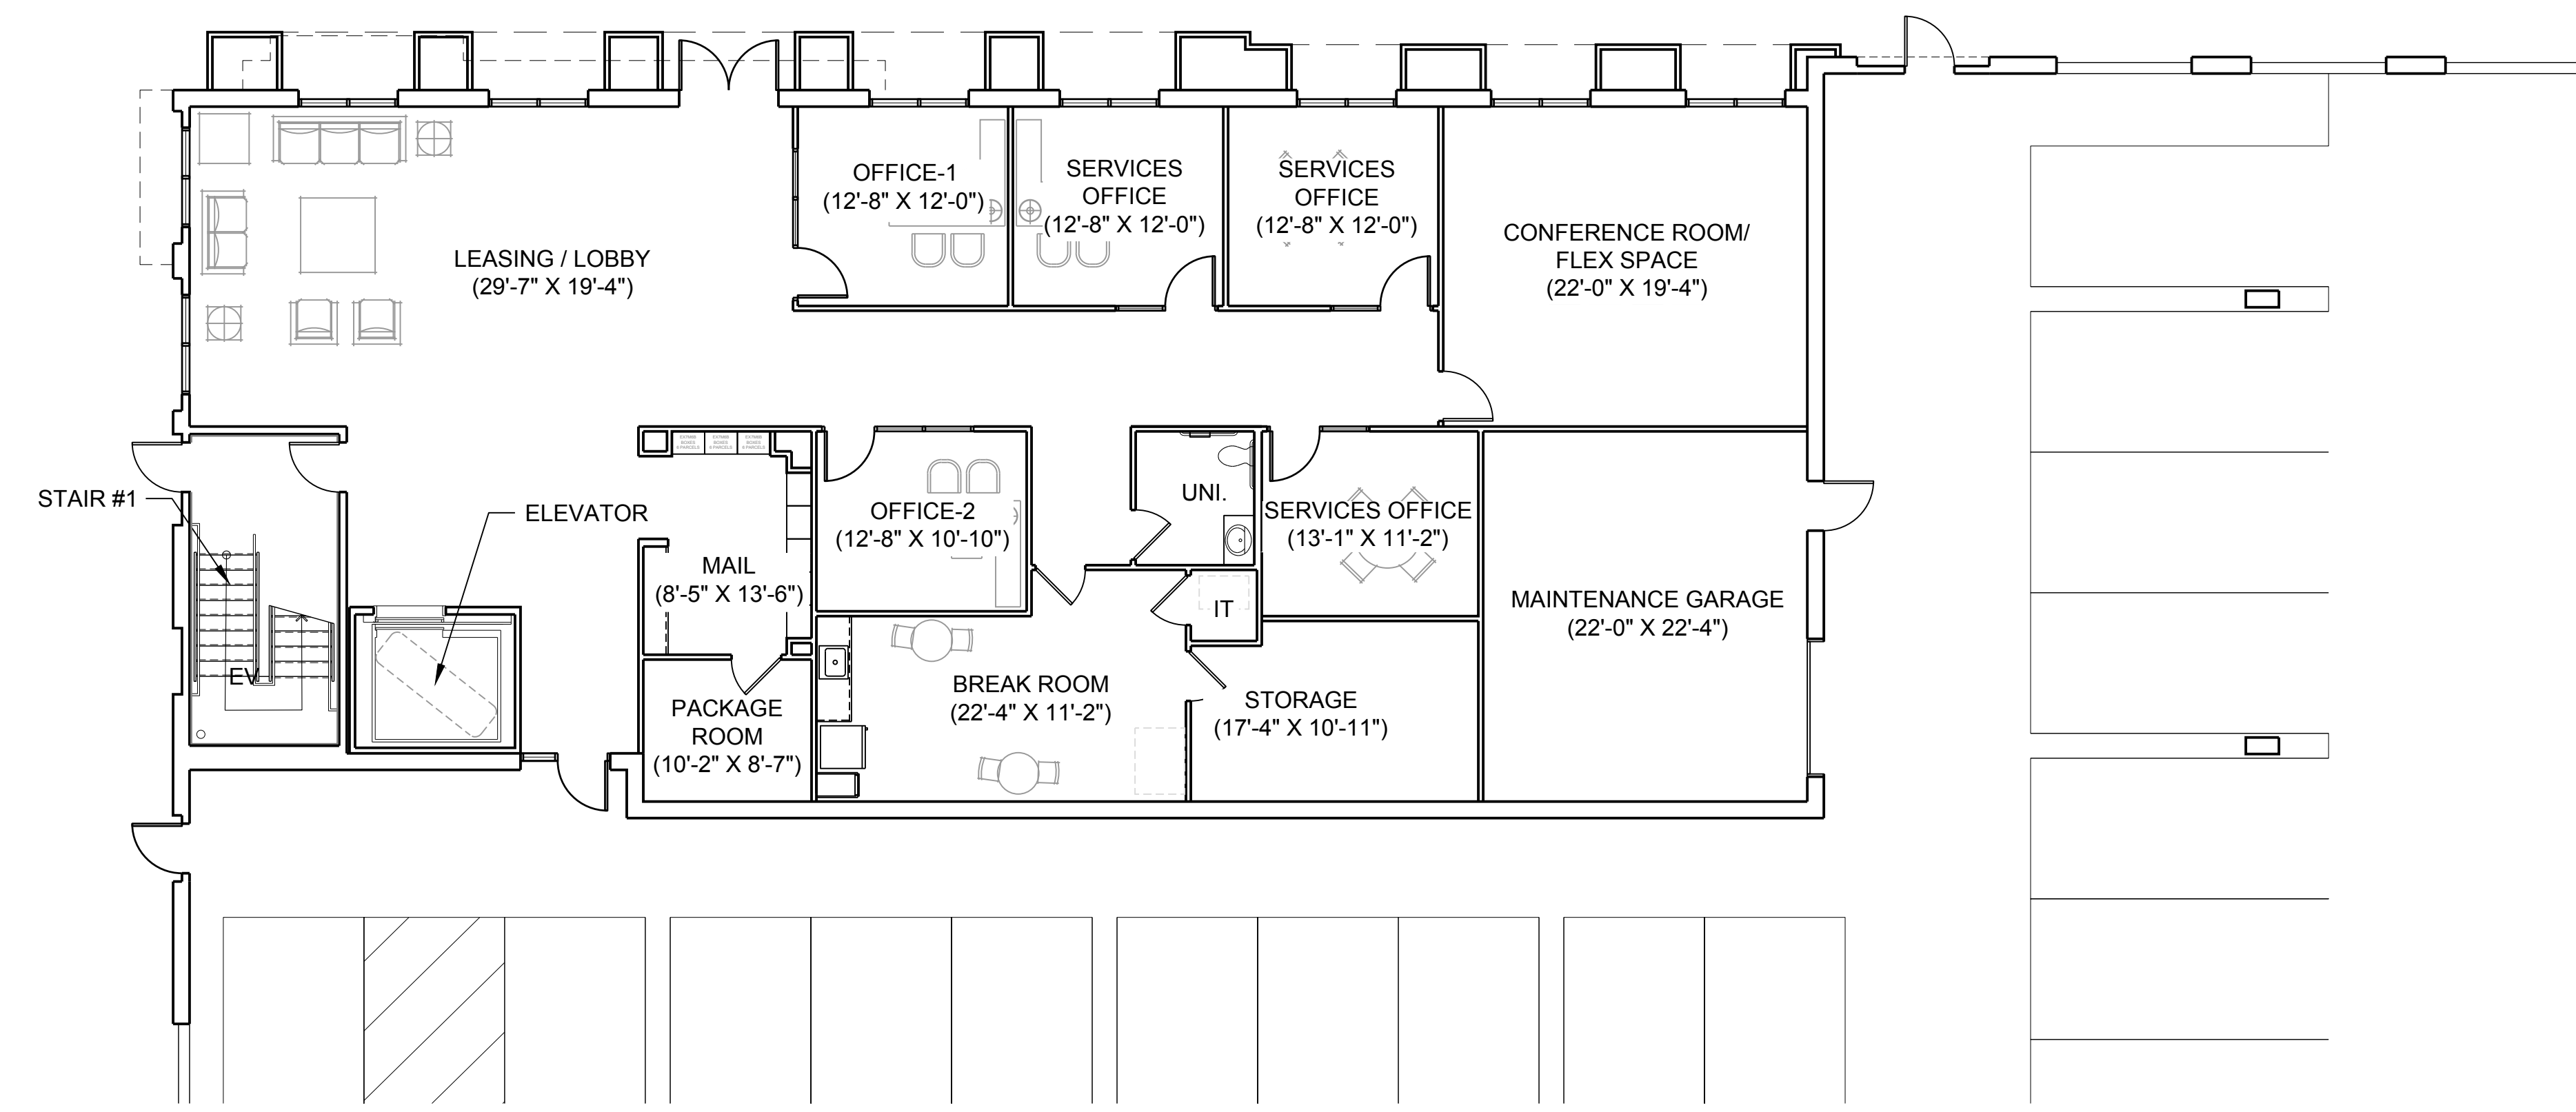 OFFICE-1
(12'-8" X 12'-0")
SERVICES
OFFICE
(12'-8" X 12'-0")
SERVICES
OFFICE
(12'-8" X 12'-0")
CONFERENCE ROOM/
FLEX SPACE
(22'-0" X 19'-4")
LEASING / LOBBY
(29'-7" X 19'-4")
STAIR #1
ELEVATOR
EV
MAIL
(8'-5" X 13'-6")
OFFICE-2
(12'-8" X 10'-10")
UNI.
SERVICES OFFICE
(13'-1" X 11'-2")
IT
MAINTENANCE GARAGE
(22'-0" X 22'-4")
PACKAGE
ROOM
(10'-2" X 8'-7")
BREAK ROOM
(22'-4" X 11'-2")
STORAGE
(17'-4" X 10'-11")